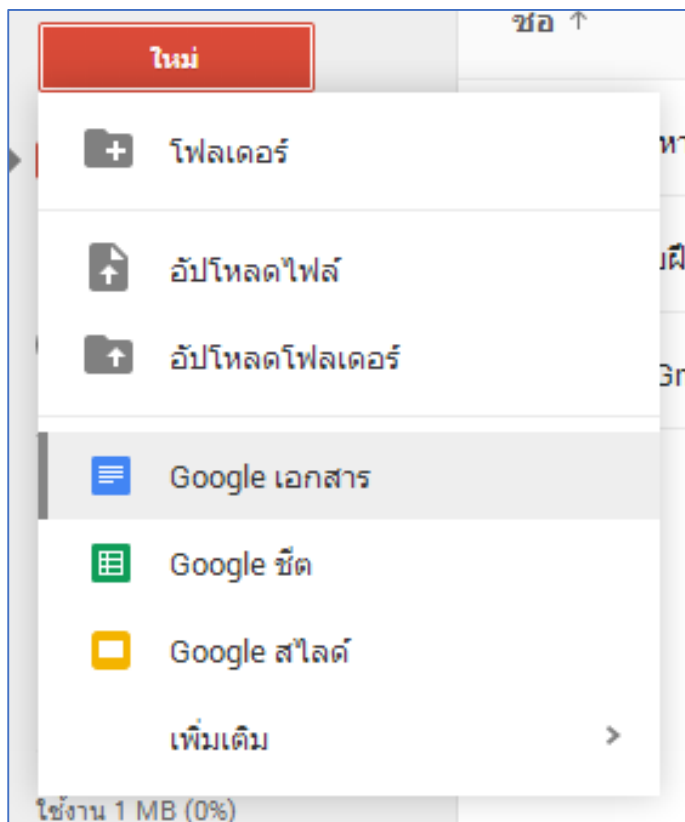 ใหม่
ชื่อ ↑
โฟลเดอร์
อัปโหลดไฟล์
อัปโหลดโฟลเดอร์
Google เอกสาร
Google ชีต
Google สไลด์
เพิ่มเติม
ใช้งาน 1 MB (0%)